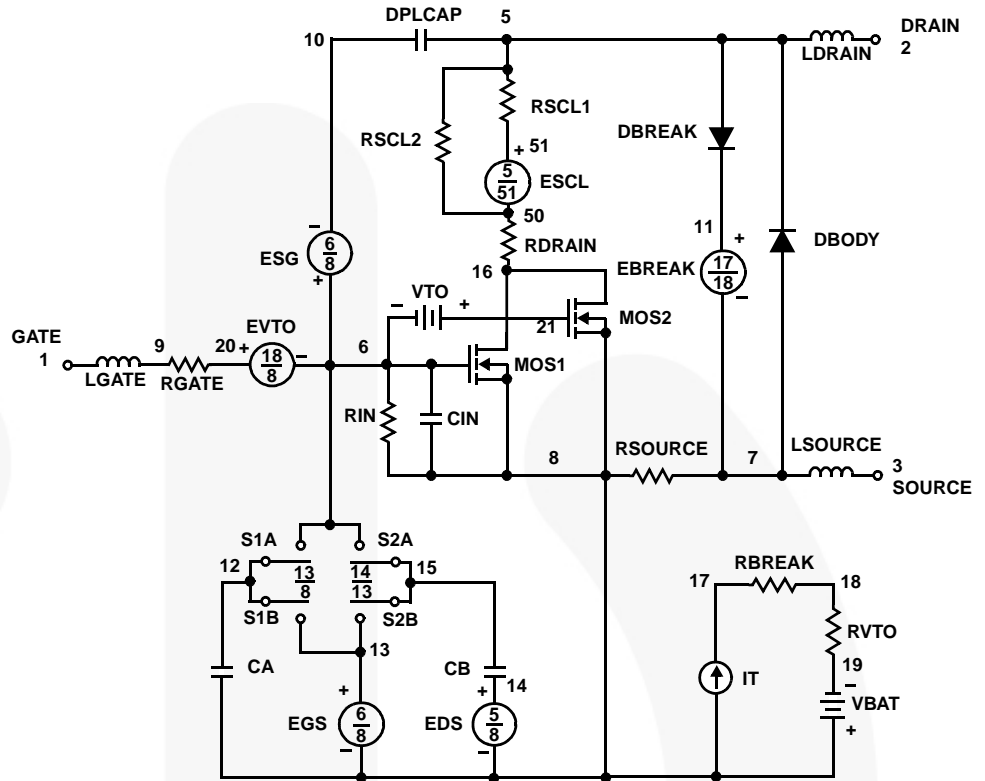 DPLCAP 5 DRAIN
10 2
LDRAIN
RSCL1
RSCL2 DBREAK
+ 51
5
51
ESCL
50
11
DBODY
RDRAIN
ESG
-
6
8
+
16
EBREAK
+
17
18
-
VTO
- +
21 MOS2
GATE
1
9 20 + EVTO
18
8
- 6
MOS1
LGATE RGATE
RIN CIN
8 RSOURCE 7 LSOURCE
3
SOURCE
S1A S2A
12 13
8
14
13
15
S1B S2B
13
RBREAK
17 18
RVTO
19
CA CB
14
IT
-
VBAT
+
+
EGS 6
8
-
+
EDS 5
8
-